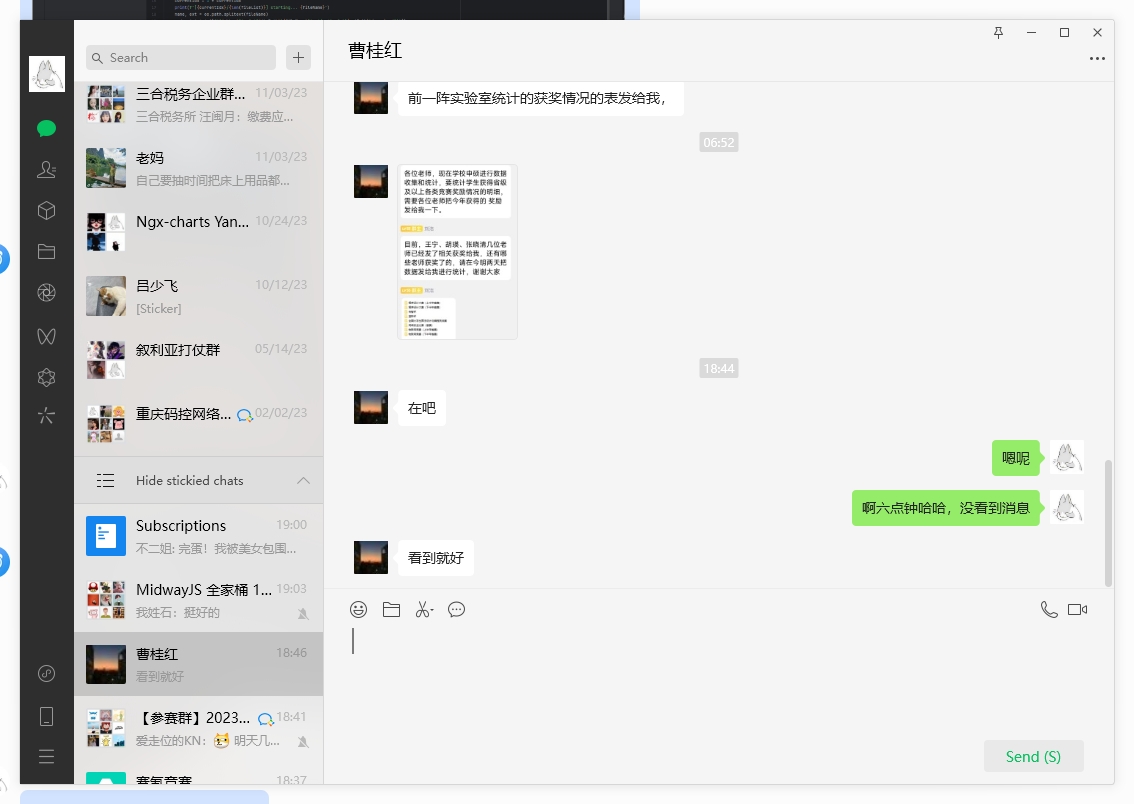 Search
三合税务企业群... 11/03/23
三合税务所 汪闽月：缴费应...
老妈 11/03/23
自己要抽时间把床上用品都...
Ngx-charts Yan... 10/24/23
吕少飞 10/12/23
[Sticker]
叙利亚打仗群 05/14/23
重庆码控网络... 02/02/23
Hide stickied chats
Subscriptions 19:00
不二姐: 完蛋！我被美女包围...
MidwayJS 全家桶 1... 19:03
我姓石：挺好的
曹桂红 18:46
看到就好
【参赛群】2023... 18:41
爱走位的KN： 明天几...
18:37
曹桂红
前一阵实验室统计的获奖情况的表发给我，
06:52
各位老师，现在学校申硕进行数据
收集和统计，要统计学生获得省级
及以上各类竞赛奖励情况的明细，
需要各位老师把今年获得的 奖励
发给我一下。
目前，王宁、胡瑛、张晓清几位老
师已经发了相关获奖给我，还有哪
些老师获奖了的，请在今明两天把
数据发给我进行统计，谢谢大家
18:44
在吧
嗯呢
啊六点钟哈哈，没看到消息
看到就好
Send (S)